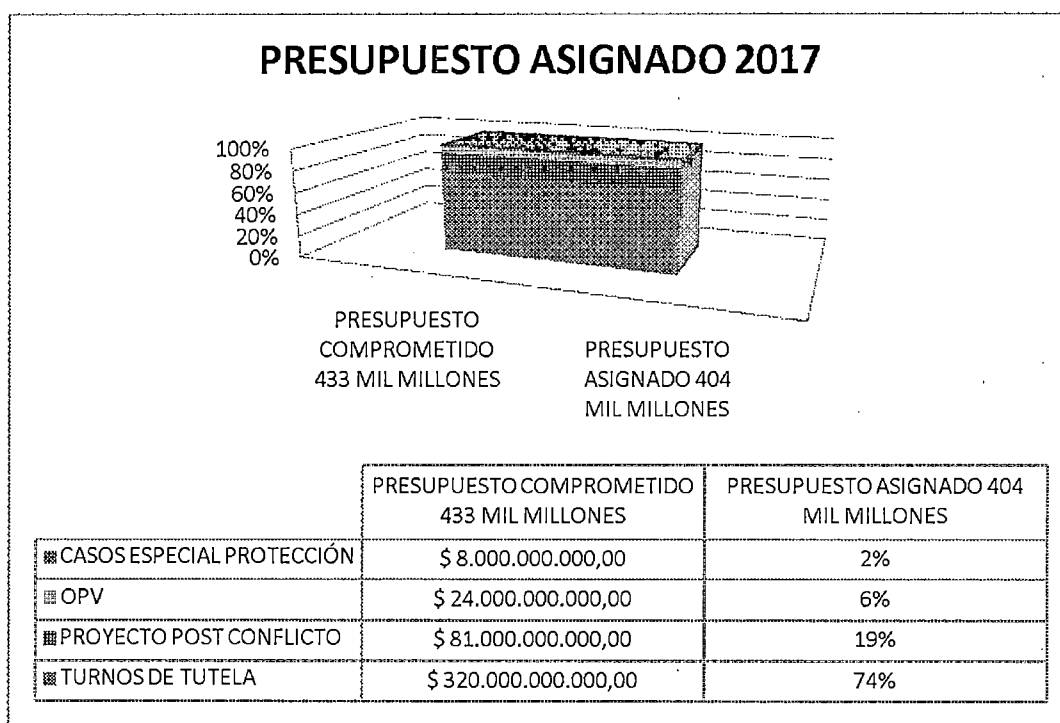 PRESUPUESTO ASIGNADO 2017
100%
80%
60%
40%
20%
0%
PRESUPUESTO
COMPROMETIDO
433 MIL MILLONES
PRESUPUESTO
ASIGNADO 404
MIL MILLONES
PRESUPUESTO COMPROMETIDO
433 MIL MILLONES
PRESUPUESTO ASIGNADO 404
MIL MILLONES
CASOS ESPECIAL PROTECCIÓN $ 8.000.000.000,00 2%
OPV $ 24.000.000.000,00 6%
PROYECTO POST CONFLICTO $ 81.000.000.000,00 19%
TURNOS DE TUTELA $ 320.000.000.000,00 74%